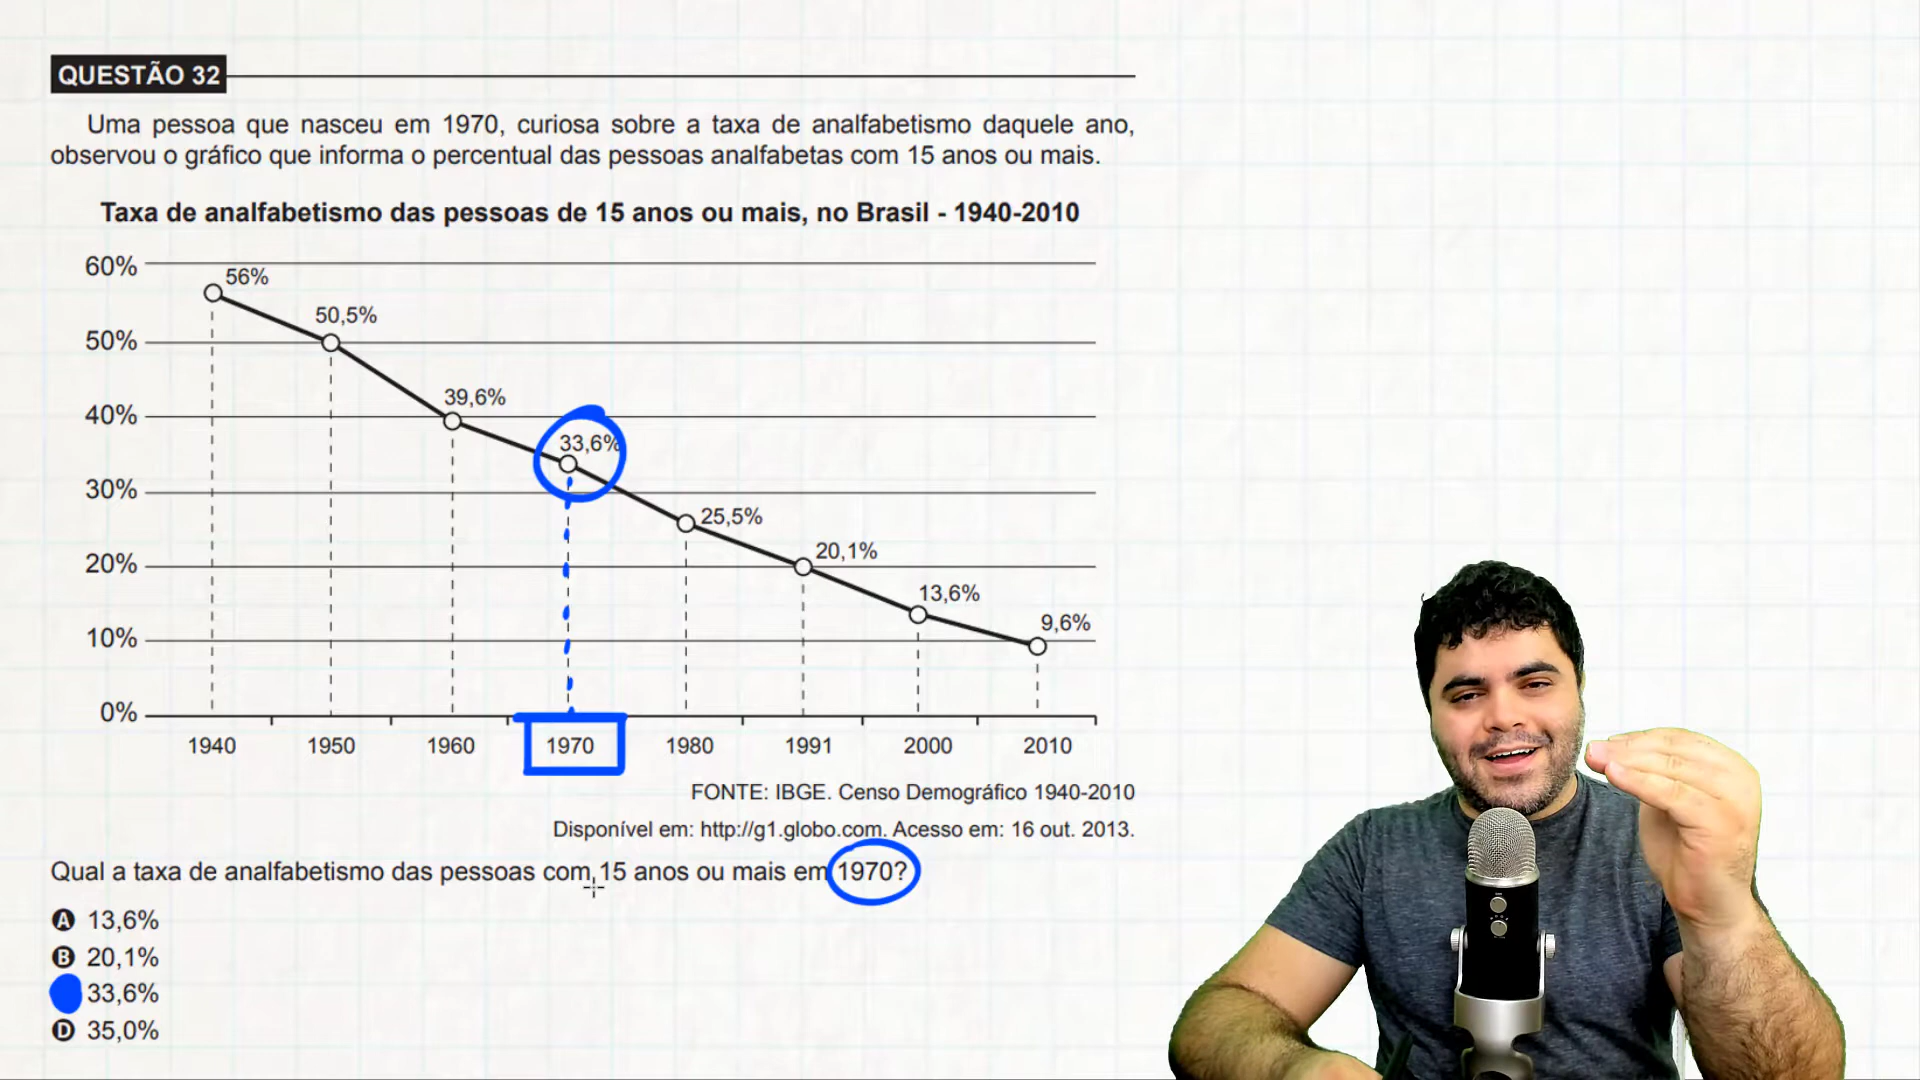 QUESTÃO 32
Uma pessoa que nasceu em 1970, curiosa sobre a taxa de analfabetismo daquele ano,
observou o gráfico que informa o percentual das pessoas analfabetas com 15 anos ou mais.
Taxa de analfabetismo das pessoas de 15 anos ou mais, no Brasil - 1940-2010
60%
56%
50,5%
50%
39,6%
40%
33,6%
30%
25,5%
20,1%
20%
13,6%
9,6%
10%
0%
1940 1950 1960 1970 1980 1991 2000 2010
FONTE: IBGE. Censo Demográfico 1940-2010
Disponível em: http://g1.globo.com. Acesso em: 16 out. 2013.
Qual a taxa de analfabetismo das pessoas com 15 anos ou mais em 1970?
A 13,6%
B 20,1%
33,6%
D 35,0%